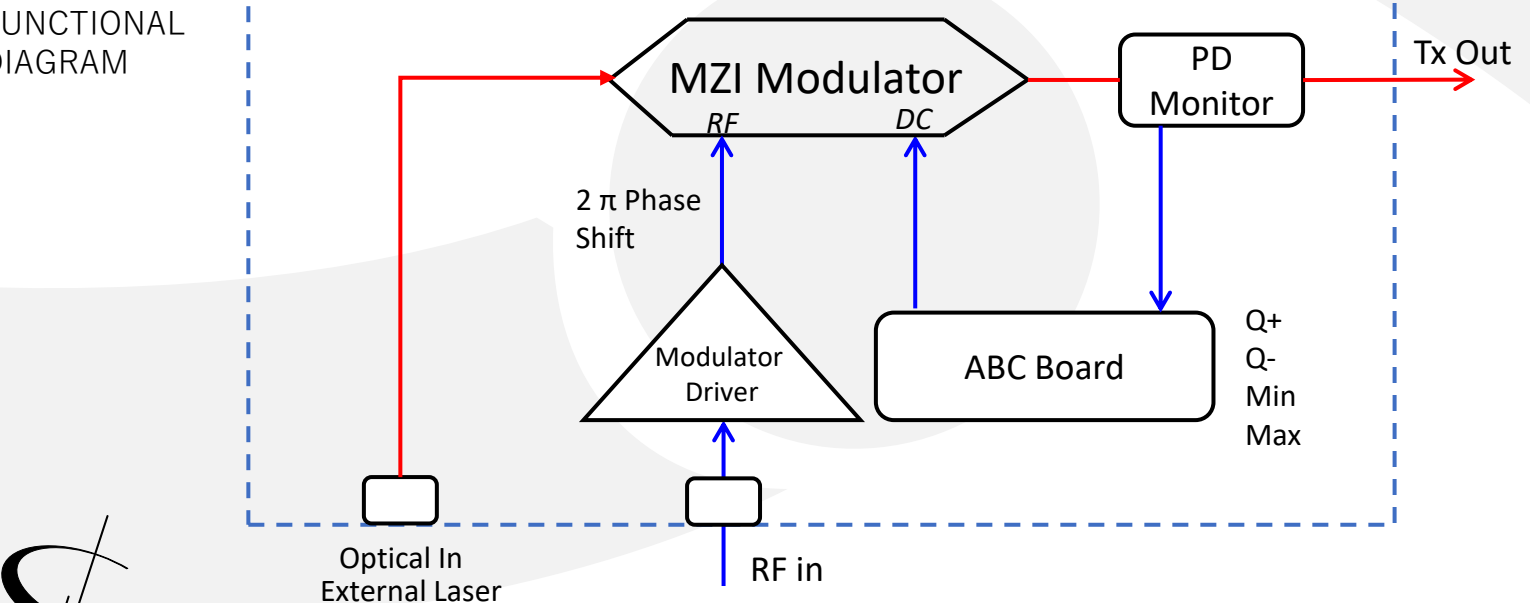 UNCTIONAL
DIAGRAM
MZI Modulator
RF
DC
PD
Monitor
Tx Out
2 π Phase
Shift
Modulator
Driver
ABC Board
Q+
Q-
Min
Max
Optical In
External Laser
RF in